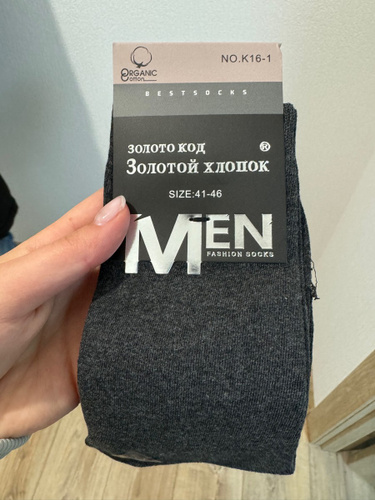 ORGANIC
Cotton
NO.K16-1
BESTSOCKS
ЗОЛОТО КОД
®
Золотой хлопок
SIZE:41-46
MEN
FASHION SOCKS